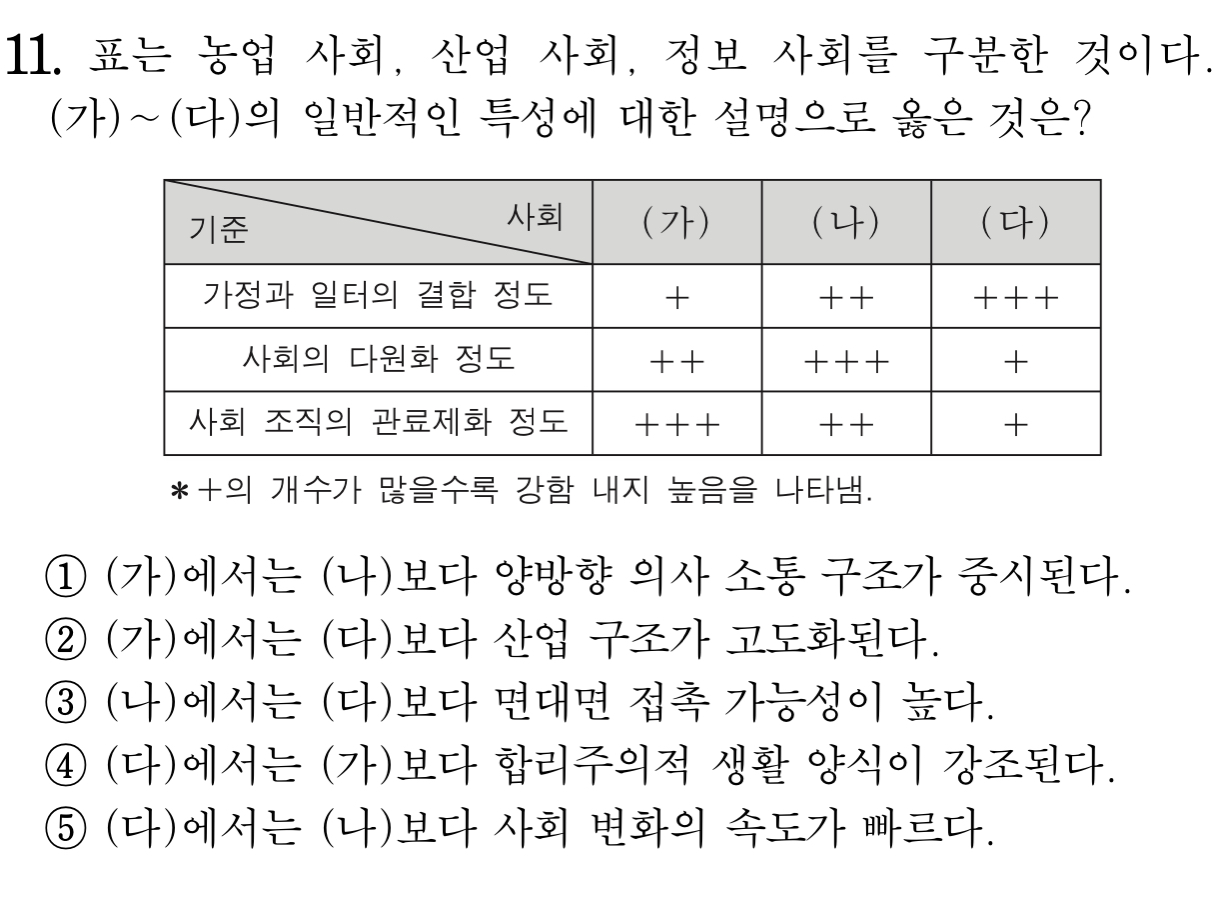 11. 표는 농업 사회, 산업 사회, 정보 사회를 구분한 것이다.
(가)~(다)의 일반적인 특성에 대한 설명으로 옳은 것은?
기준 사회 (가) (나) (다)
가정과 일터의 결합 정도 + ++ +++
사회의 다원화 정도 ++ +++ +
사회 조직의 관료제화 정도 +++ ++ +
* +의 개수가 많을수록 강함 내지 높음을 나타냄.
① (가)에서는 (나)보다 양방향 의사 소통 구조가 중시된다.
② (가)에서는 (다)보다 산업 구조가 고도화된다.
③ (나)에서는 (다)보다 면대면 접촉 가능성이 높다.
④ (다)에서는 (가)보다 합리주의적 생활 양식이 강조된다.
⑤ (다)에서는 (나)보다 사회 변화의 속도가 빠르다.